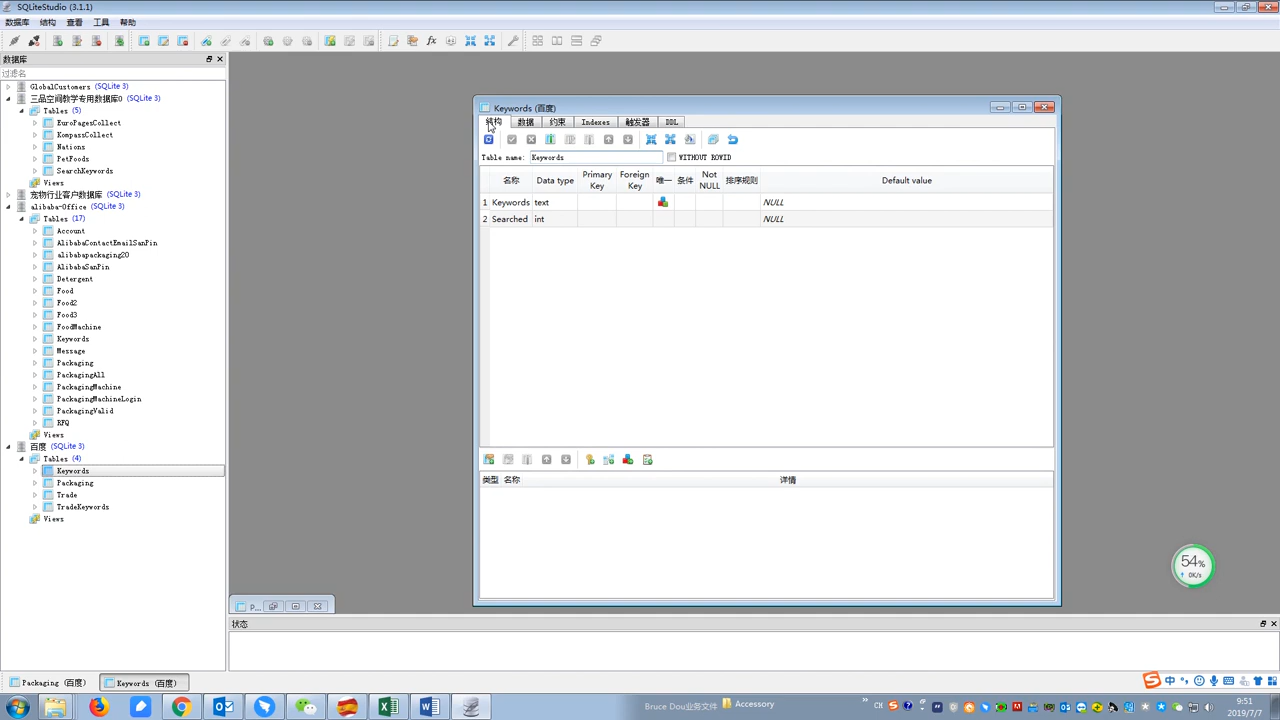 SQLiteStudio (3.1.1)
数据库 结构 查看 工具 帮助
数据库
过滤名
GlobalCustomers (SQLite 3)
三品空间教学专用数据库0 (SQLite 3)
Tables (5)
EuroPagesCollect
KompassCollect
Nations
PetFoods
SearchKeywords
Views
宠物行业客户数据库 (SQLite 3)
alibaba-Office (SQLite 3)
Tables (17)
Account
AlibabaContactEmailSanPin
alibabapackaging20
AlibabaSanPin
Detergent
Food
Food2
Food3
FoodMachine
Keywords
Message
Packaging
PackagingAll
PackagingMachine
PackagingMachineLogin
PackagingValid
RFQ
Views
百度 (SQLite 3)
Tables (4)
Keywords
Packaging
Trade
TradeKeywords
Views
Keywords (百度)
结构 数据 约束 Indexes 触发器 DDL
Table name: Keywords WITHOUT ROWID
名称 Data type Primary Key Foreign Key 唯一 条件 Not NULL 排序规则 Default value
1 Keywords text NULL
2 Searched int NULL
类型 名称 详情
P...
状态
Packaging (百度) Keywords (百度)
54%
0K/s
中
Bruce Dou业务文件 Accessory
CH
9:51
2019/7/7